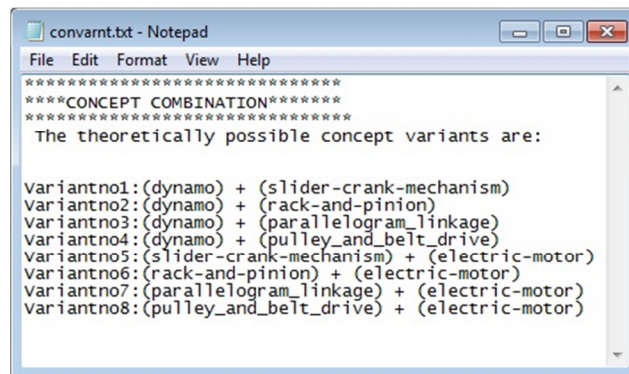 convarnt.txt - Notepad
File Edit Format View Help
******************************
****CONCEPT COMBINATION*******
*******************************
The theoretically possible concept variants are:
Variantno1:(dynamo) + (slider-crank-mechanism)
Variantno2:(dynamo) + (rack-and-pinion)
Variantno3:(dynamo) + (parallelogram_linkage)
Variantno4:(dynamo) + (pulley_and_belt_drive)
Variantno5:(slider-crank-mechanism) + (electric-motor)
Variantno6:(rack-and-pinion) + (electric-motor)
Variantno7:(parallelogram_linkage) + (electric-motor)
Variantno8:(pulley_and_belt_drive) + (electric-motor)